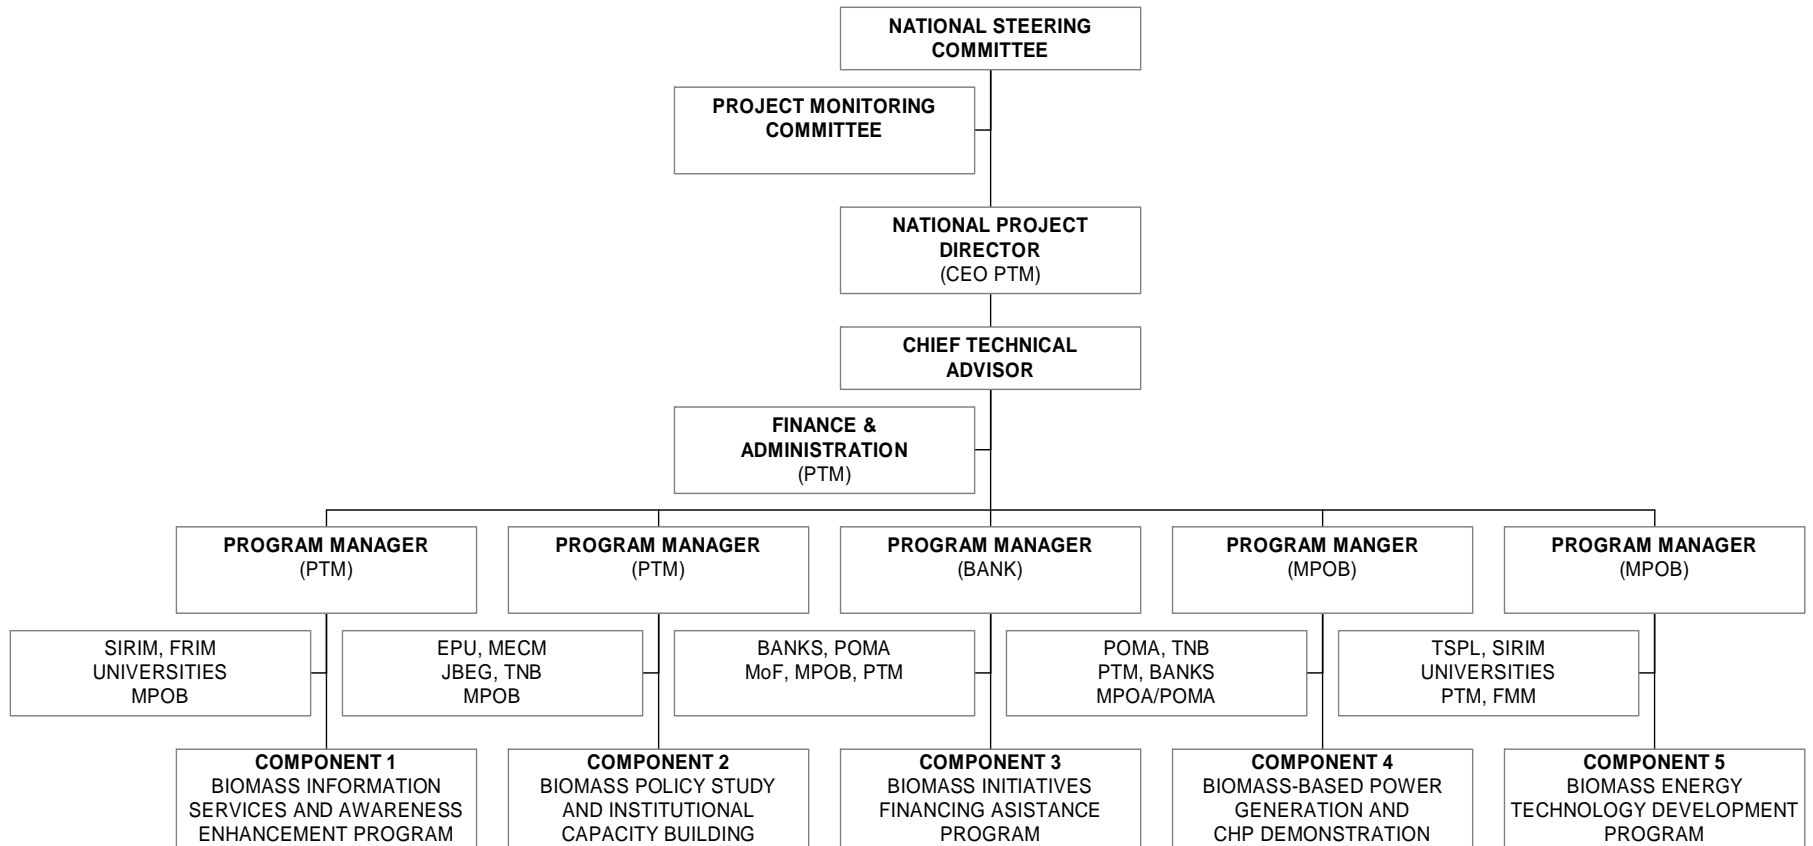 NATIONAL STEERING
COMMITTEE
PROJECT MONITORING
COMMITTEE
NATIONAL PROJECT
DIRECTOR
(CEO PTM)
CHIEF TECHNICAL
ADVISOR
FINANCE &
ADMINISTRATION
(PTM)
PROGRAM MANAGER
(PTM)
PROGRAM MANAGER
(PTM)
PROGRAM MANAGER
(BANK)
PROGRAM MANGER
(MPOB)
PROGRAM MANAGER
(MPOB)
SIRIM, FRIM
UNIVERSITIES
MPOB
EPU, MECM
JBEG, TNB
MPOB
BANKS, POMA
MoF, MPOB, PTM
POMA, TNB
PTM, BANKS
MPOA/POMA
TSPL, SIRIM
UNIVERSITIES
PTM, FMM
COMPONENT 1
BIOMASS INFORMATION
SERVICES AND AWARENESS
ENHANCEMENT PROGRAM
COMPONENT 2
BIOMASS POLICY STUDY
AND INSTITUTIONAL
CAPACITY BUILDING
COMPONENT 3
BIOMASS INITIATIVES
FINANCING ASISTANCE
PROGRAM
COMPONENT 4
BIOMASS-BASED POWER
GENERATION AND
CHP DEMONSTRATION
COMPONENT 5
BIOMASS ENERGY
TECHNOLOGY DEVELOPMENT
PROGRAM